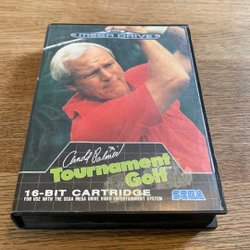 MEGA DRIVE
Arnold Palmer
Tournament
Golf
16-BIT CARTRIDGE
FOR USE WITH THE SEGA MEGA DRIVE VIDEO ENTERTAINMENT SYSTEM
SEGA